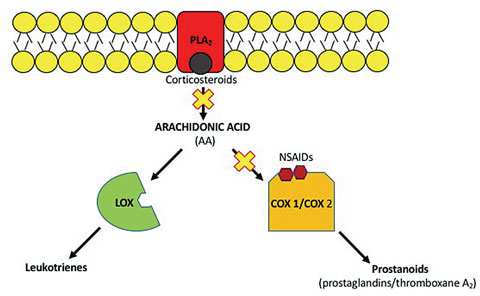 PLA₂
Corticosteroids
ARACHIDONIC ACID
(AA)
NSAIDs
LOX
COX 1/COX 2
Leukotrienes
Prostanoids
(prostaglandins/thromboxane A₂)